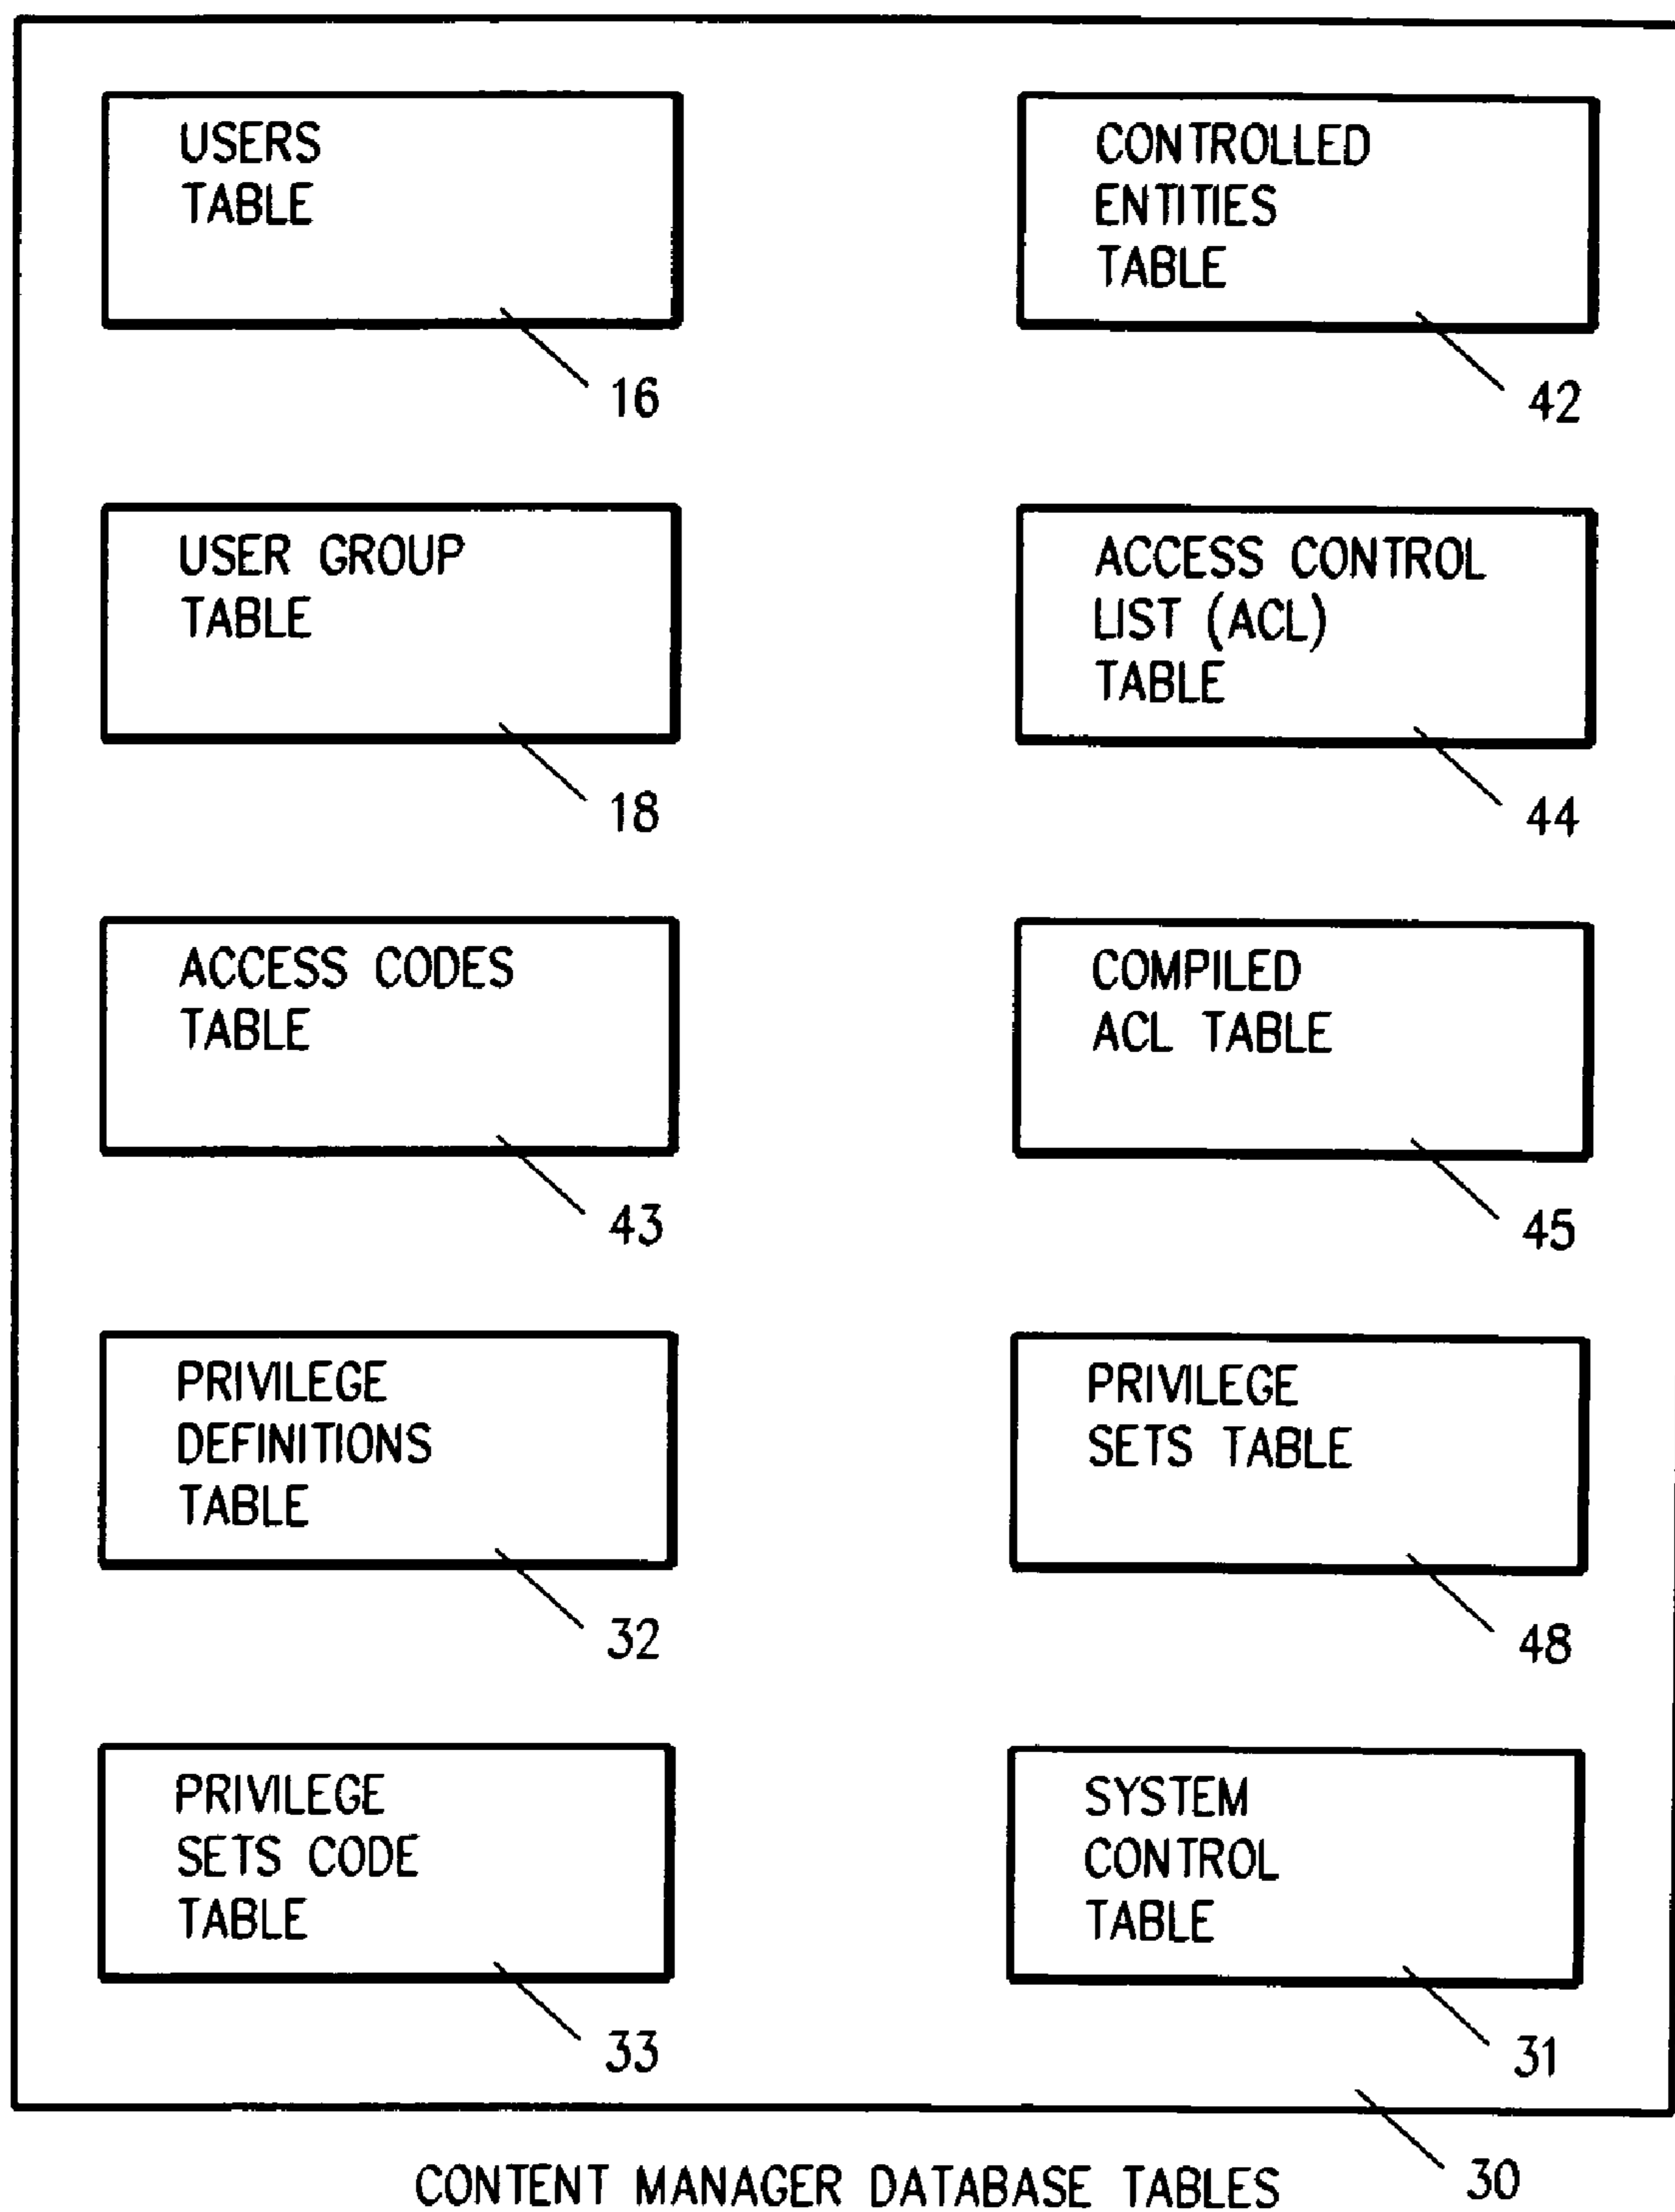 USERS
TABLE
16
CONTROLLED
ENTITIES
TABLE
42
USER GROUP
TABLE
18
ACCESS CONTROL
LIST (ACL)
TABLE
44
ACCESS CODES
TABLE
43
COMPILED
ACL TABLE
45
PRIVILEGE
DEFINITIONS
TABLE
32
PRIVILEGE
SETS TABLE
48
PRIVILEGE
SETS CODE
TABLE
33
SYSTEM
CONTROL
TABLE
31
30
CONTENT MANAGER DATABASE TABLES